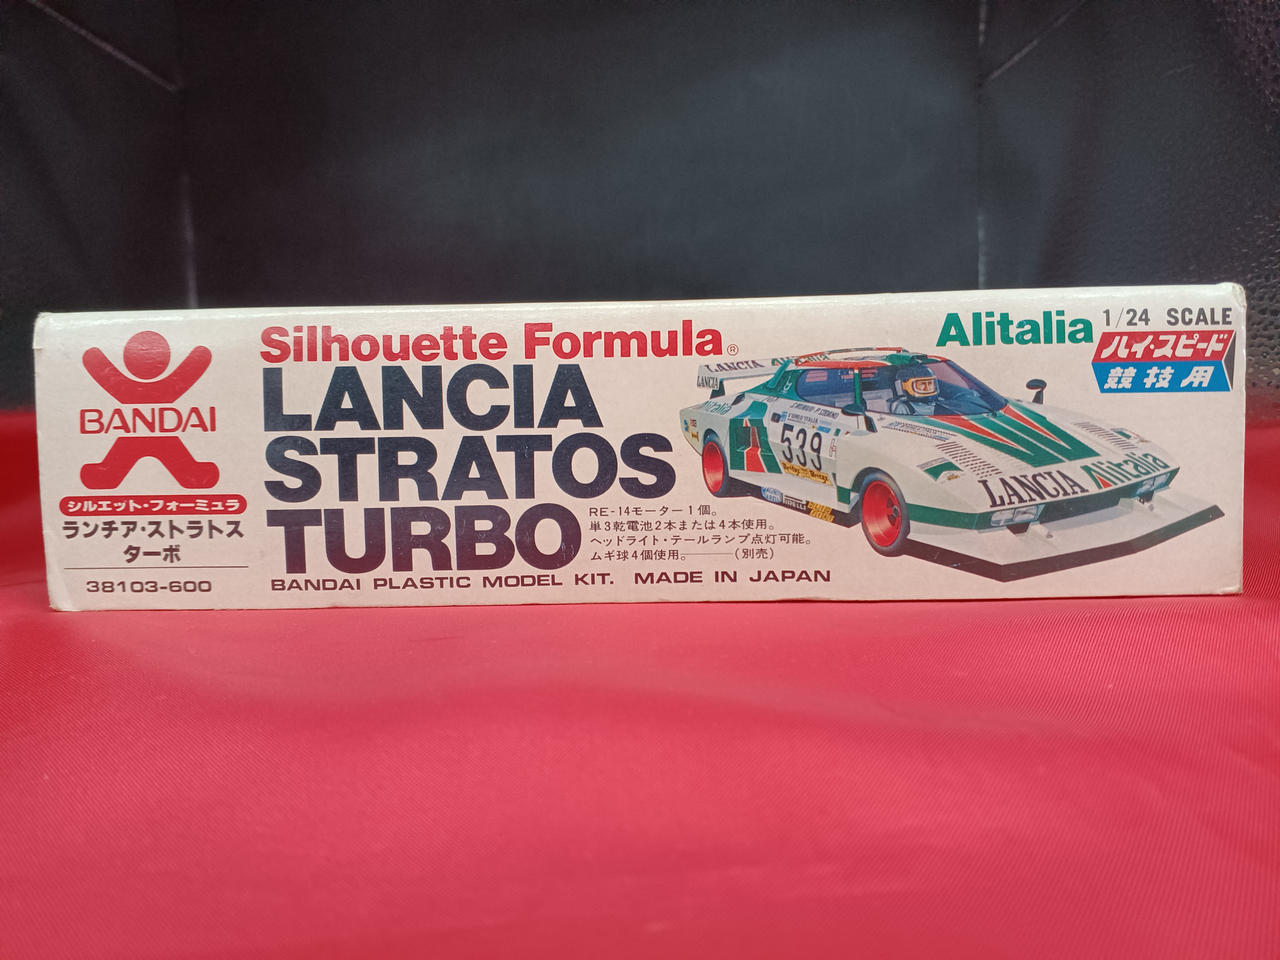 BANDAI
シルエット・フォーミュラ
ランチア・ストラトス
ターボ
38103-600
Silhouette Formula®
LANCIA
STRATOS
TURBO
RE-14モーター1個。
単3乾電池2本または4本使用。
ヘッドライト・テールランプ点灯可能。
ムギ球4個使用。——(別売)
BANDAI PLASTIC MODEL KIT. MADE IN JAPAN
Alitalia
1/24 SCALE
ハイ・スピード
競技用
LANCIA Alitalia
LANCIA
Alitalia
539
PIRELLI
LANCIA Alitalia